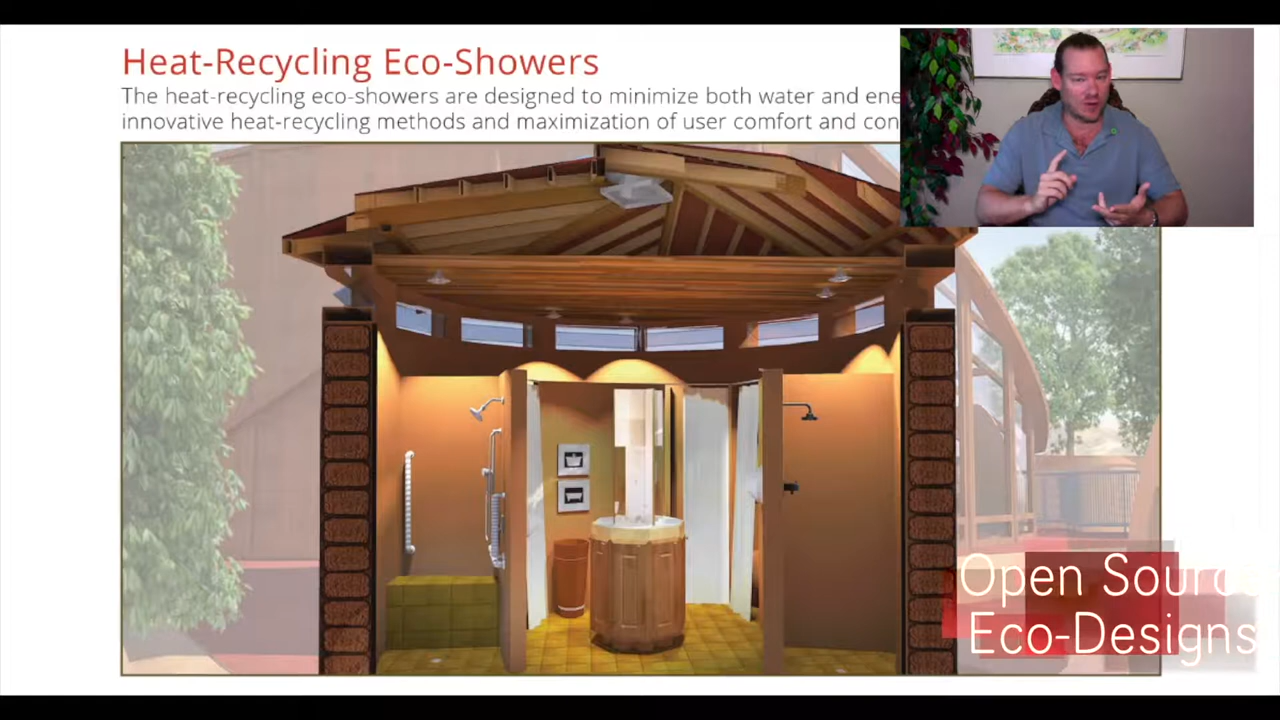 Heat-Recycling Eco-Showers
The heat-recycling eco-showers are designed to minimize both water and
innovative heat-recycling methods and maximization of user comfort and
Open Source
Eco-Designs